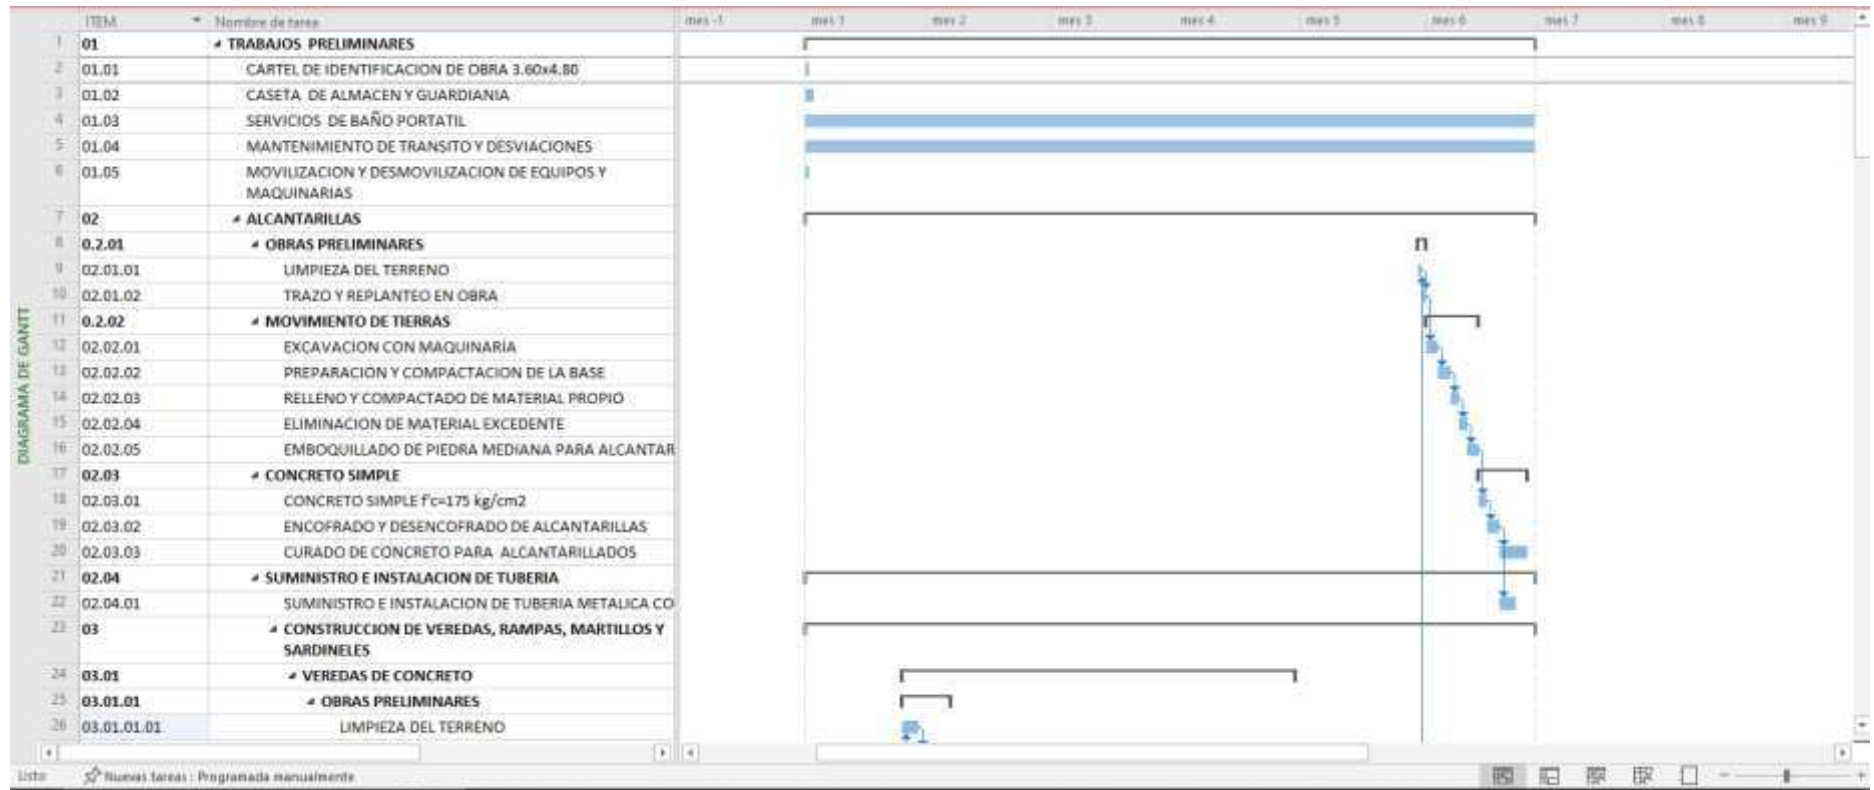 ITEM Nombre de tarea mes -1 mes 1 mes 2 mes 3 mes 4 mes 5 mes 6 mes 7 mes 8 mes 9
1 01 TRABAJOS PRELIMINARES
2 01.01 CARTEL DE IDENTIFICACION DE OBRA 3.60x4.80
3 01.02 CASETA DE ALMACEN Y GUARDIANIA
4 01.03 SERVICIOS DE BAÑO PORTATIL
5 01.04 MANTENIMIENTO DE TRANSITO Y DESVIACIONES
6 01.05 MOVILIZACION Y DESMOVILIZACION DE EQUIPOS Y
MAQUINARIAS
7 02 ALCANTARILLAS
8 0.2.01 OBRAS PRELIMINARES
9 02.01.01 LIMPIEZA DEL TERRENO
10 02.01.02 TRAZO Y REPLANTEO EN OBRA
11 0.2.02 MOVIMIENTO DE TIERRAS
12 02.02.01 EXCAVACION CON MAQUINARIA
13 02.02.02 PREPARACION Y COMPACTACION DE LA BASE
14 02.02.03 RELLENO Y COMPACTADO DE MATERIAL PROPIO
15 02.02.04 ELIMINACION DE MATERIAL EXCEDENTE
16 02.02.05 EMBOQUILLADO DE PIEDRA MEDIANA PARA ALCANTAR
17 02.03 CONCRETO SIMPLE
18 02.03.01 CONCRETO SIMPLE f'c=175 kg/cm2
19 02.03.02 ENCOFRADO Y DESENCOFRADO DE ALCANTARILLAS
20 02.03.03 CURADO DE CONCRETO PARA ALCANTARILLADOS
21 02.04 SUMINISTRO E INSTALACION DE TUBERIA
22 02.04.01 SUMINISTRO E INSTALACION DE TUBERIA METALICA CO
23 03 CONSTRUCCION DE VEREDAS, RAMPAS, MARTILLOS Y
SARDINELES
24 03.01 VEREDAS DE CONCRETO
25 03.01.01 OBRAS PRELIMINARES
26 03.01.01.01 LIMPIEZA DEL TERRENO
DIAGRAMA DE GANTT
Listo Nuevas tareas : Programada manualmente